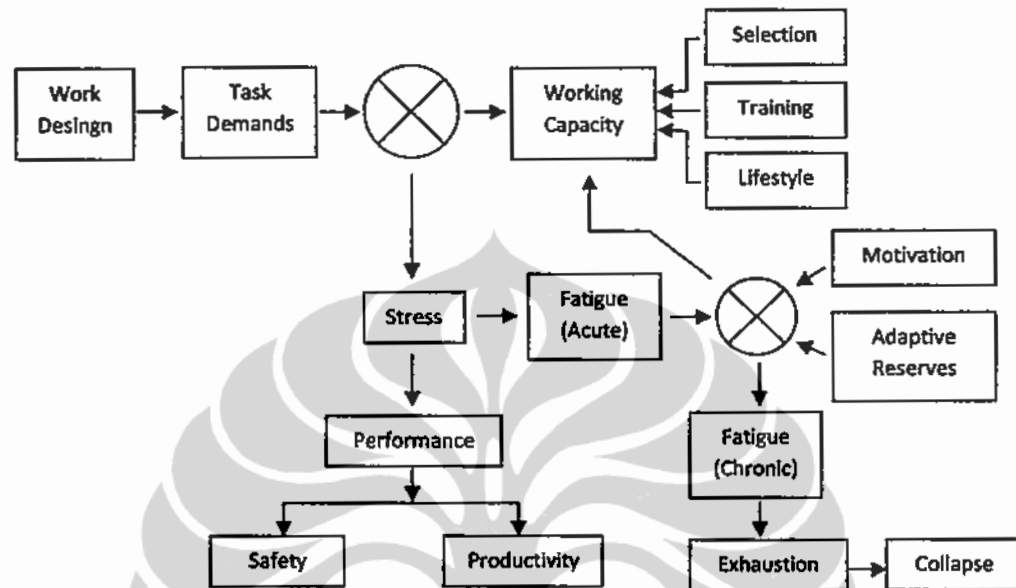 Selection
Work
Desingn
Task
Demands
Working
Capacity
Training
Lifestyle
Motivation
Stress
Fatigue
(Acute)
Adaptive
Reserves
Performance
Fatigue
(Chronic)
Safety
Productivity
Exhaustion
Collapse